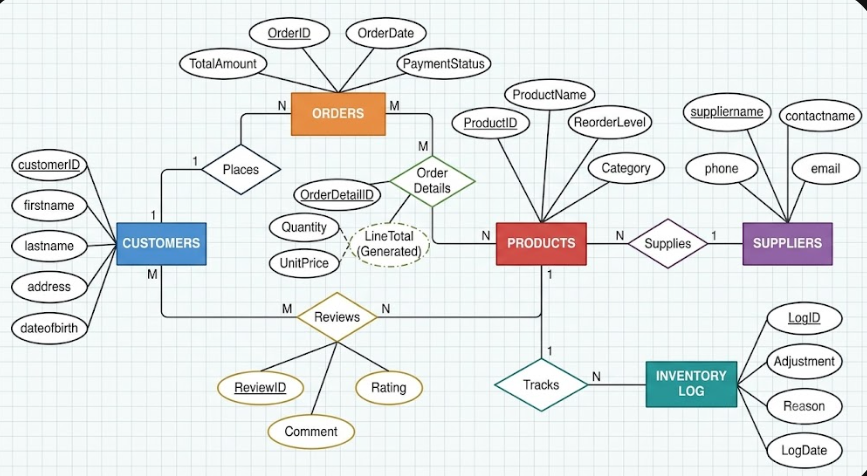 OrderID
OrderDate
TotalAmount
PaymentStatus
N
ORDERS
M
ProductName
ProductID
ReorderLevel
Category
suppliername
contactname
phone
email
customerID
firstname
lastname
address
dateofbirth
1
Places
1
M
Order
Details
OrderDetailID
Quantity
UnitPrice
LineTotal
(Generated)
CUSTOMERS
N
PRODUCTS
N
Supplies
1
SUPPLIERS
M
M
Reviews
N
1
ReviewID
Rating
Comment
1
Tracks
N
INVENTORY
LOG
LogID
Adjustment
Reason
LogDate